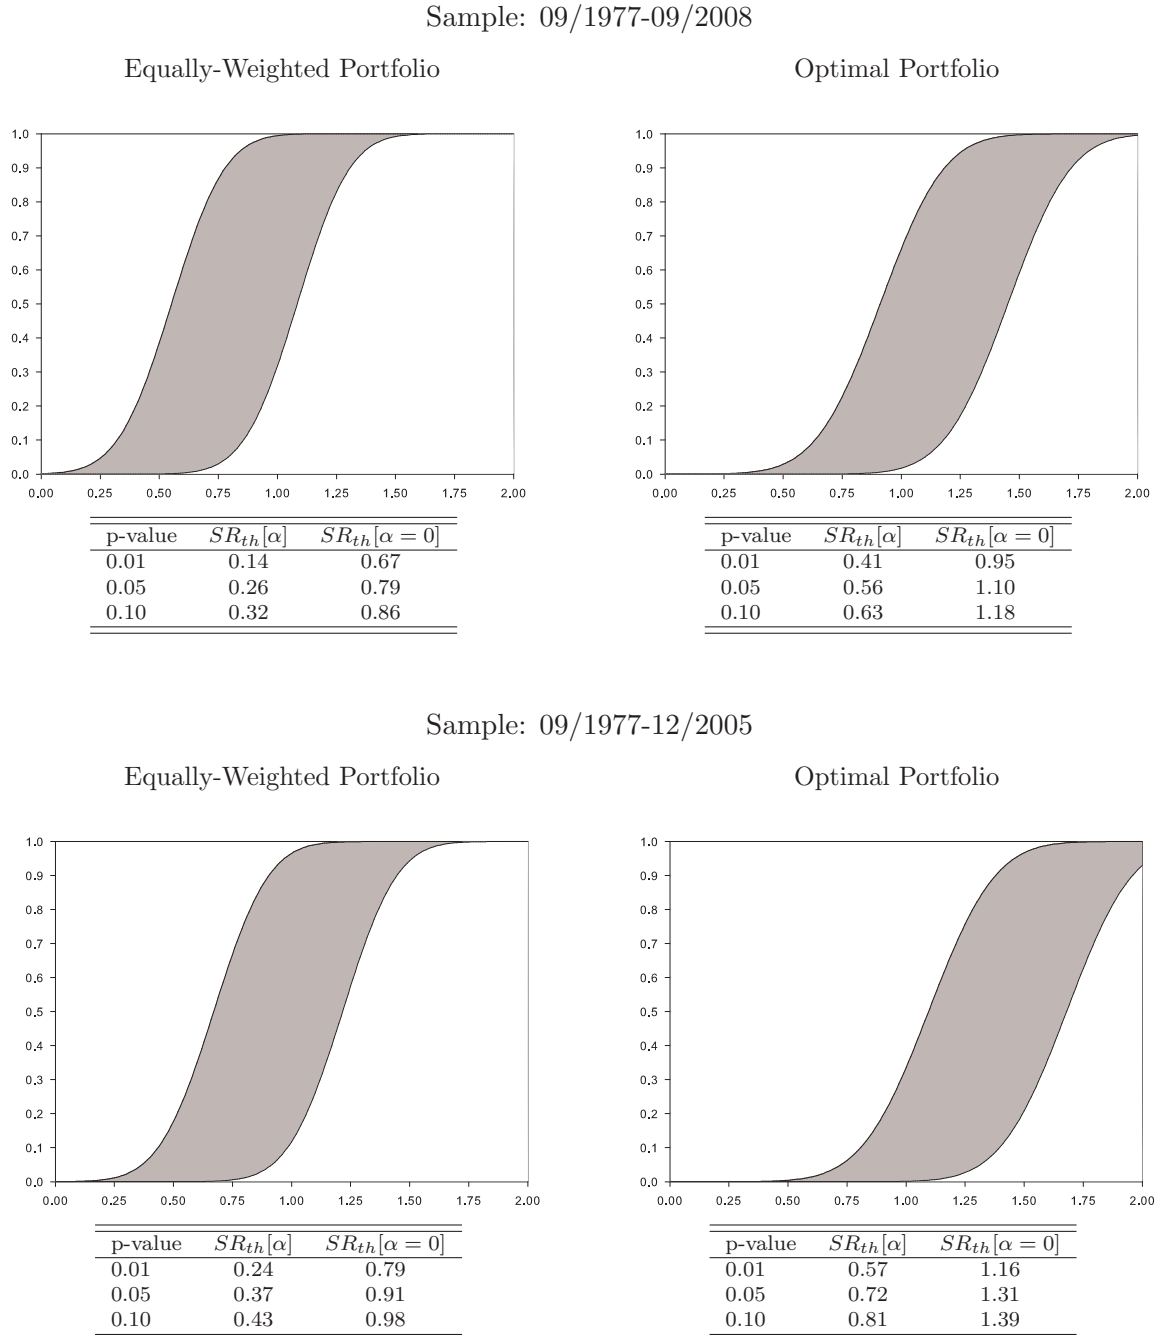 Sample: 09/1977-09/2008
Equally-Weighted Portfolio
1.0
0.9
0.8
0.7
0.6
0.5
0.4
0.3
0.2
0.1
0.0
0.00 0.25 0.50 0.75 1.00 1.25 1.50 1.75 2.00
p-value SR_th[α] SR_th[α = 0]
0.01 0.14 0.67
0.05 0.26 0.79
0.10 0.32 0.86
Optimal Portfolio
1.0
0.9
0.8
0.7
0.6
0.5
0.4
0.3
0.2
0.1
0.0
0.00 0.25 0.50 0.75 1.00 1.25 1.50 1.75 2.00
p-value SR_th[α] SR_th[α = 0]
0.01 0.41 0.95
0.05 0.56 1.10
0.10 0.63 1.18
Sample: 09/1977-12/2005
Equally-Weighted Portfolio
1.0
0.9
0.8
0.7
0.6
0.5
0.4
0.3
0.2
0.1
0.0
0.00 0.25 0.50 0.75 1.00 1.25 1.50 1.75 2.00
p-value SR_th[α] SR_th[α = 0]
0.01 0.24 0.79
0.05 0.37 0.91
0.10 0.43 0.98
Optimal Portfolio
1.0
0.9
0.8
0.7
0.6
0.5
0.4
0.3
0.2
0.1
0.0
0.00 0.25 0.50 0.75 1.00 1.25 1.50 1.75 2.00
p-value SR_th[α] SR_th[α = 0]
0.01 0.57 1.16
0.05 0.72 1.31
0.10 0.81 1.39